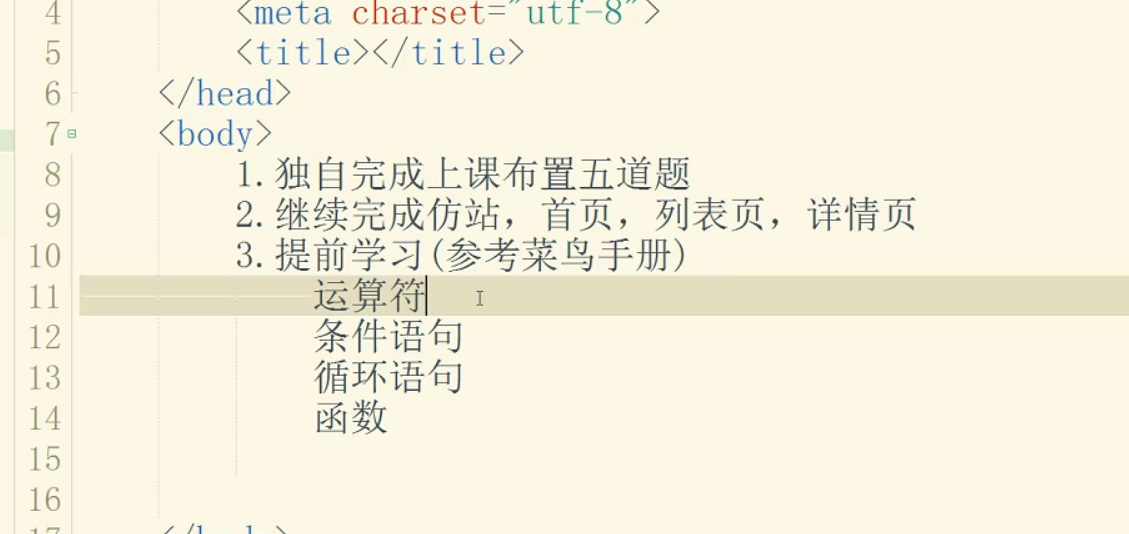 4 <meta charset="utf-8">
5 <title></title>
6 </head>
7 <body>
8 1.独自完成上课布置五道题
9 2.继续完成仿站，首页，列表页，详情页
10 3.提前学习(参考菜鸟手册)
11 运算符
12 条件语句
13 循环语句
14 函数
15
16